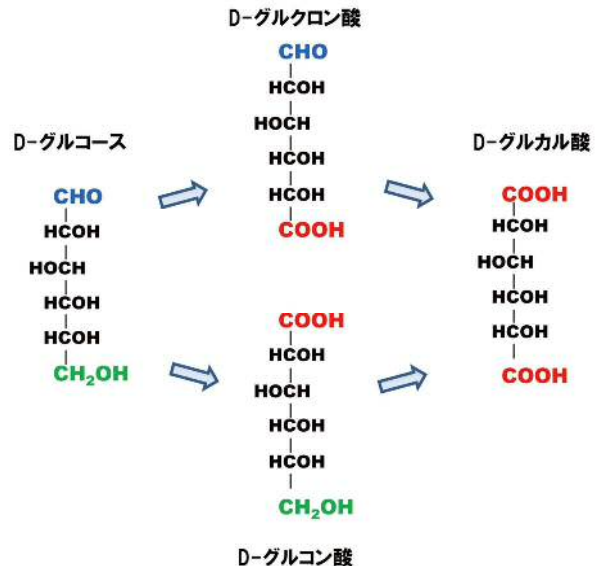 D-グルクロン酸
CHO
HCOH
HOCH
HCOH
HCOH
COOH
D-グルコース
CHO
HCOH
HOCH
HCOH
HCOH
CH₂OH
D-グルカル酸
COOH
HCOH
HOCH
HCOH
HCOH
COOH
COOH
HCOH
HOCH
HCOH
HCOH
CH₂OH
D-グルコン酸